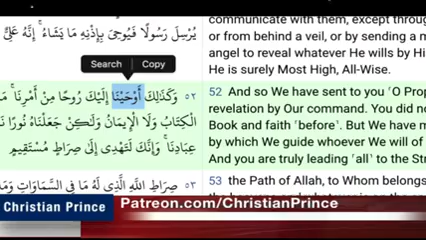 يُرْسِلَ رَسُولًا فَيُوحِىَ بِإِذْنِهِ مَا يَشَاءُ ۚ إِنَّهُ عَلِىٌّ
Search Copy
٥٢ وَكَذَٰلِكَ أَوْحَيْنَا إِلَيْكَ رُوحًا مِنْ أَمْرِنَا ۚ
الْكِتَابُ وَلَا الْإِيمَانُ وَلَٰكِنْ جَعَلْنَاهُ نُورًا
عِبَادِنَا ۚ وَإِنَّكَ لَتَهْدِى إِلَىٰ صِرَاطٍ مُسْتَقِيمٍ
٥٣ صِرَاطِ اللَّهِ الَّذِى لَهُ مَا فِى السَّمَاوَاتِ
communicate with them, except throug
or from behind a veil, or by sending a m
angel to reveal whatever He wills by Hi
He is surely Most High, All-Wise.
52 And so We have sent to you ˹O Prop
revelation by Our command. You did no
Book and faith ˹before˺. But We have m
by which We guide whoever We will of
And you are truly leading ˹all˺ to the Str
53 the Path of Allah, to Whom belongs
Christian Prince
Patreon.com/ChristianPrince